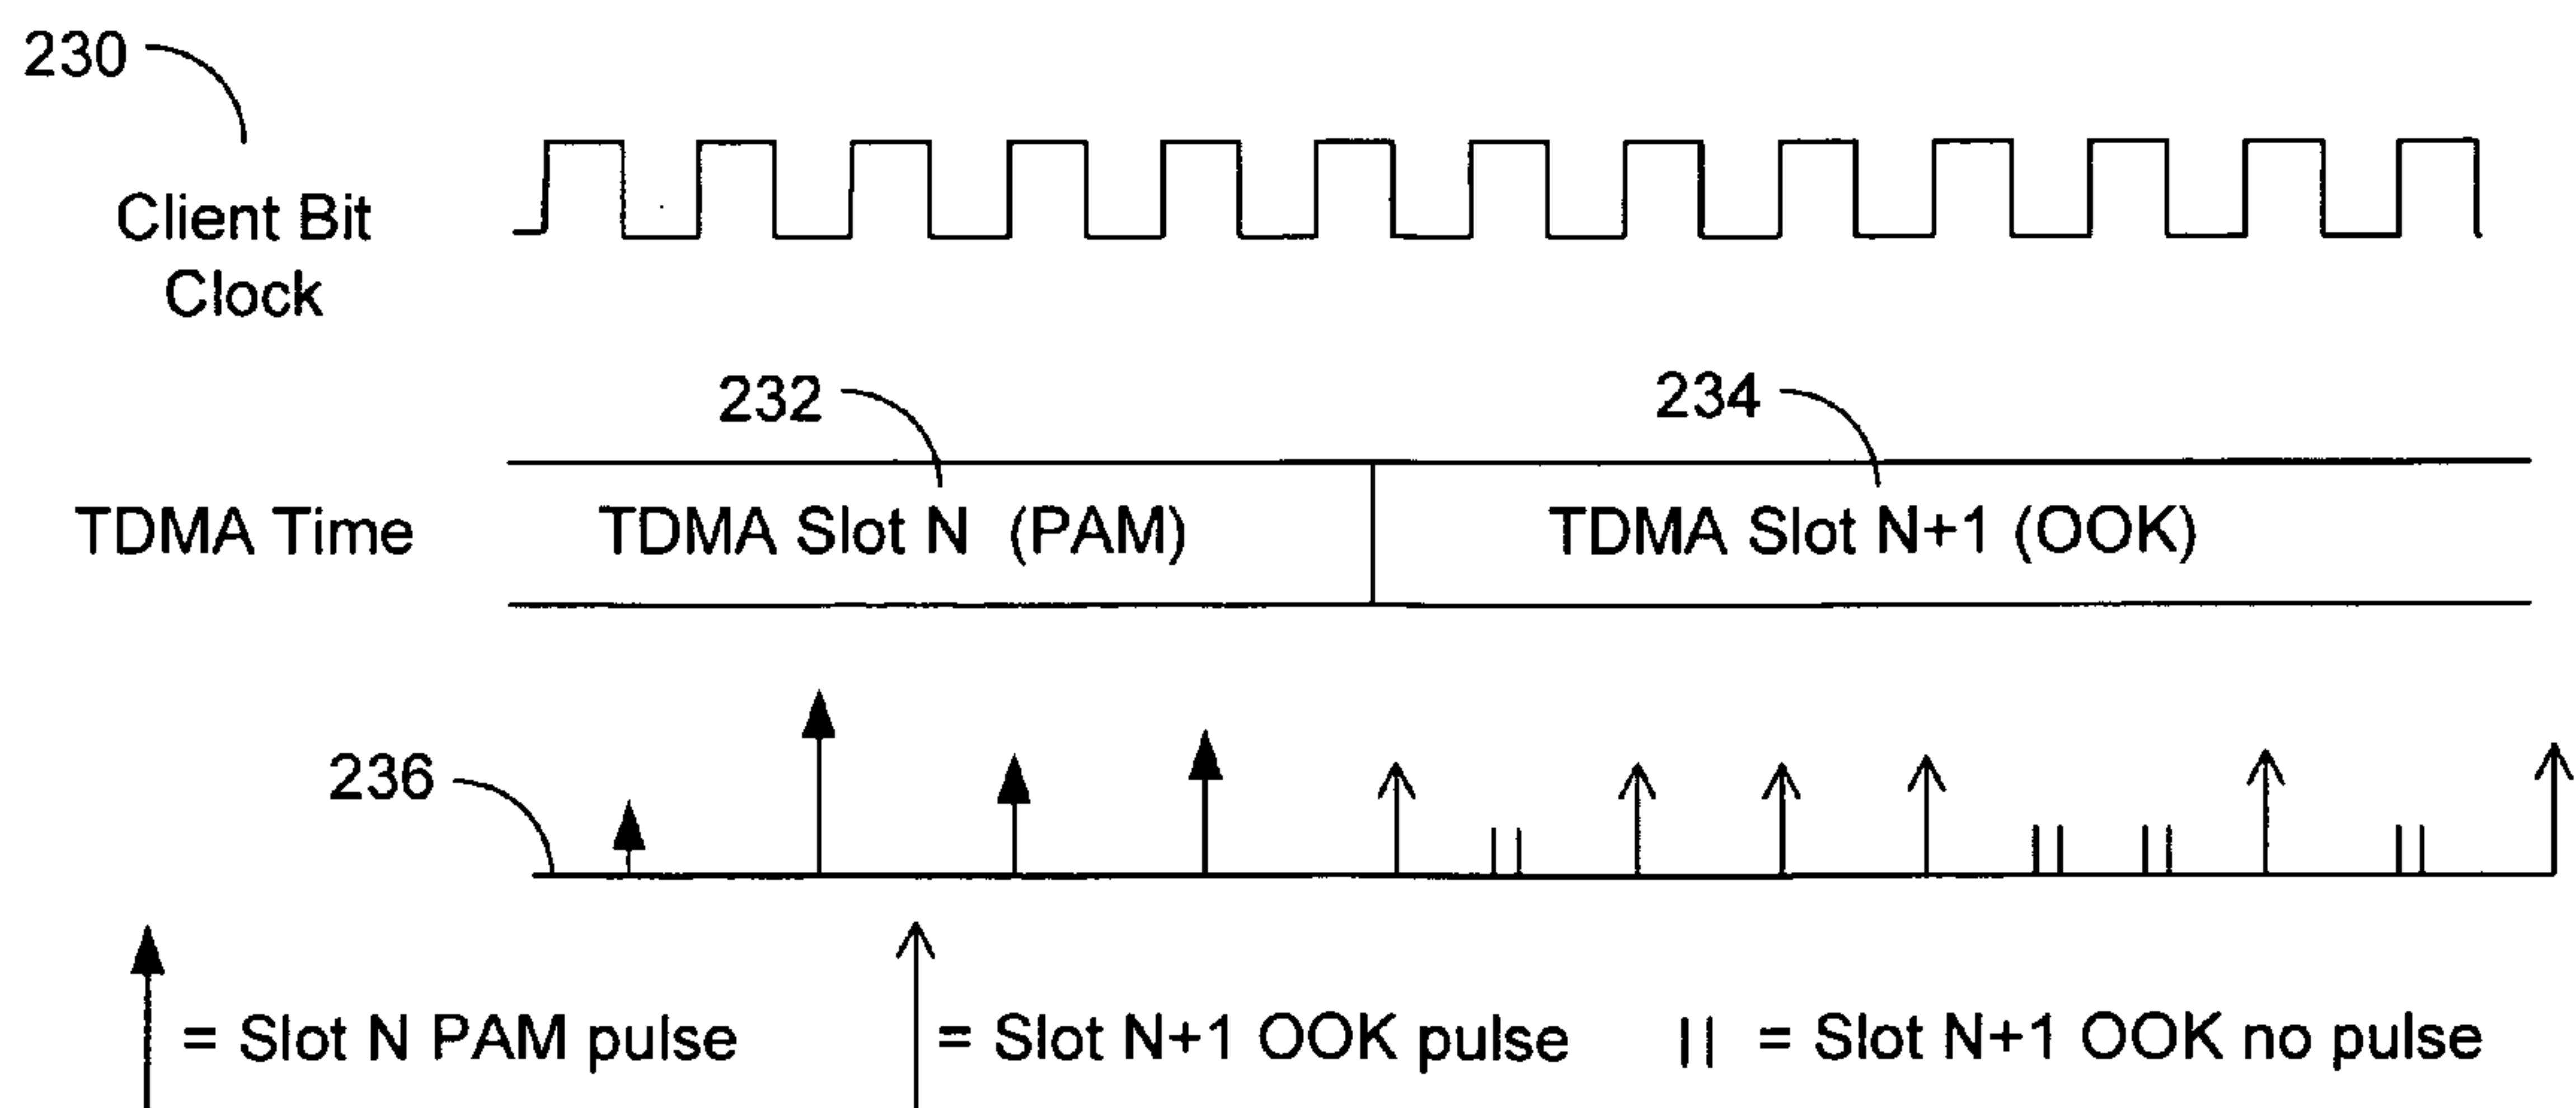 230
Client Bit
Clock
232
234
TDMA Time
TDMA Slot N (PAM)
TDMA Slot N+1 (OOK)
236
= Slot N PAM pulse
= Slot N+1 OOK pulse
|| = Slot N+1 OOK no pulse